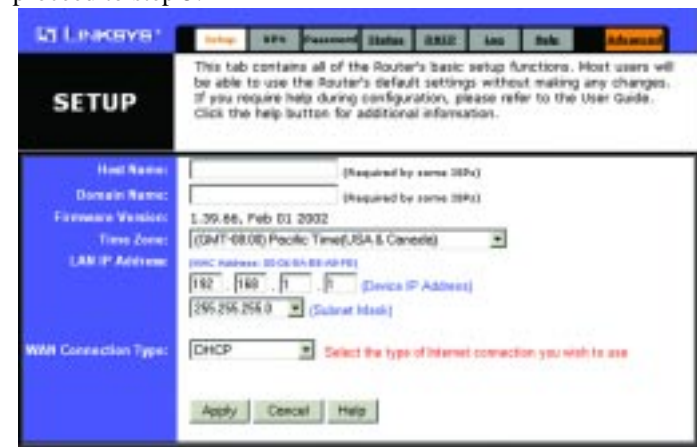 proceed to step 3.
LINKSYS®
Setup VPN Password Status DHCP Log Help Advanced
SETUP
This tab contains all of the Router's basic setup functions. Most users will
be able to use the Router's default settings without making any changes.
If you require help during configuration, please refer to the User Guide.
Click the help button for additional information.
Host Name: (Required by some ISPs)
Domain Name: (Required by some ISPs)
Firmware Version: 1.39.66, Feb 01 2002
Time Zone: (GMT-08:00) Pacific Time(USA & Canada)
LAN IP Address: (MAC Address:
192 . 168 . 1 . 1 (Device IP Address)
255.255.255.0 (Subnet Mask)
WAN Connection Type: DHCP Select the type of Internet connection you wish to use
Apply Cancel Help